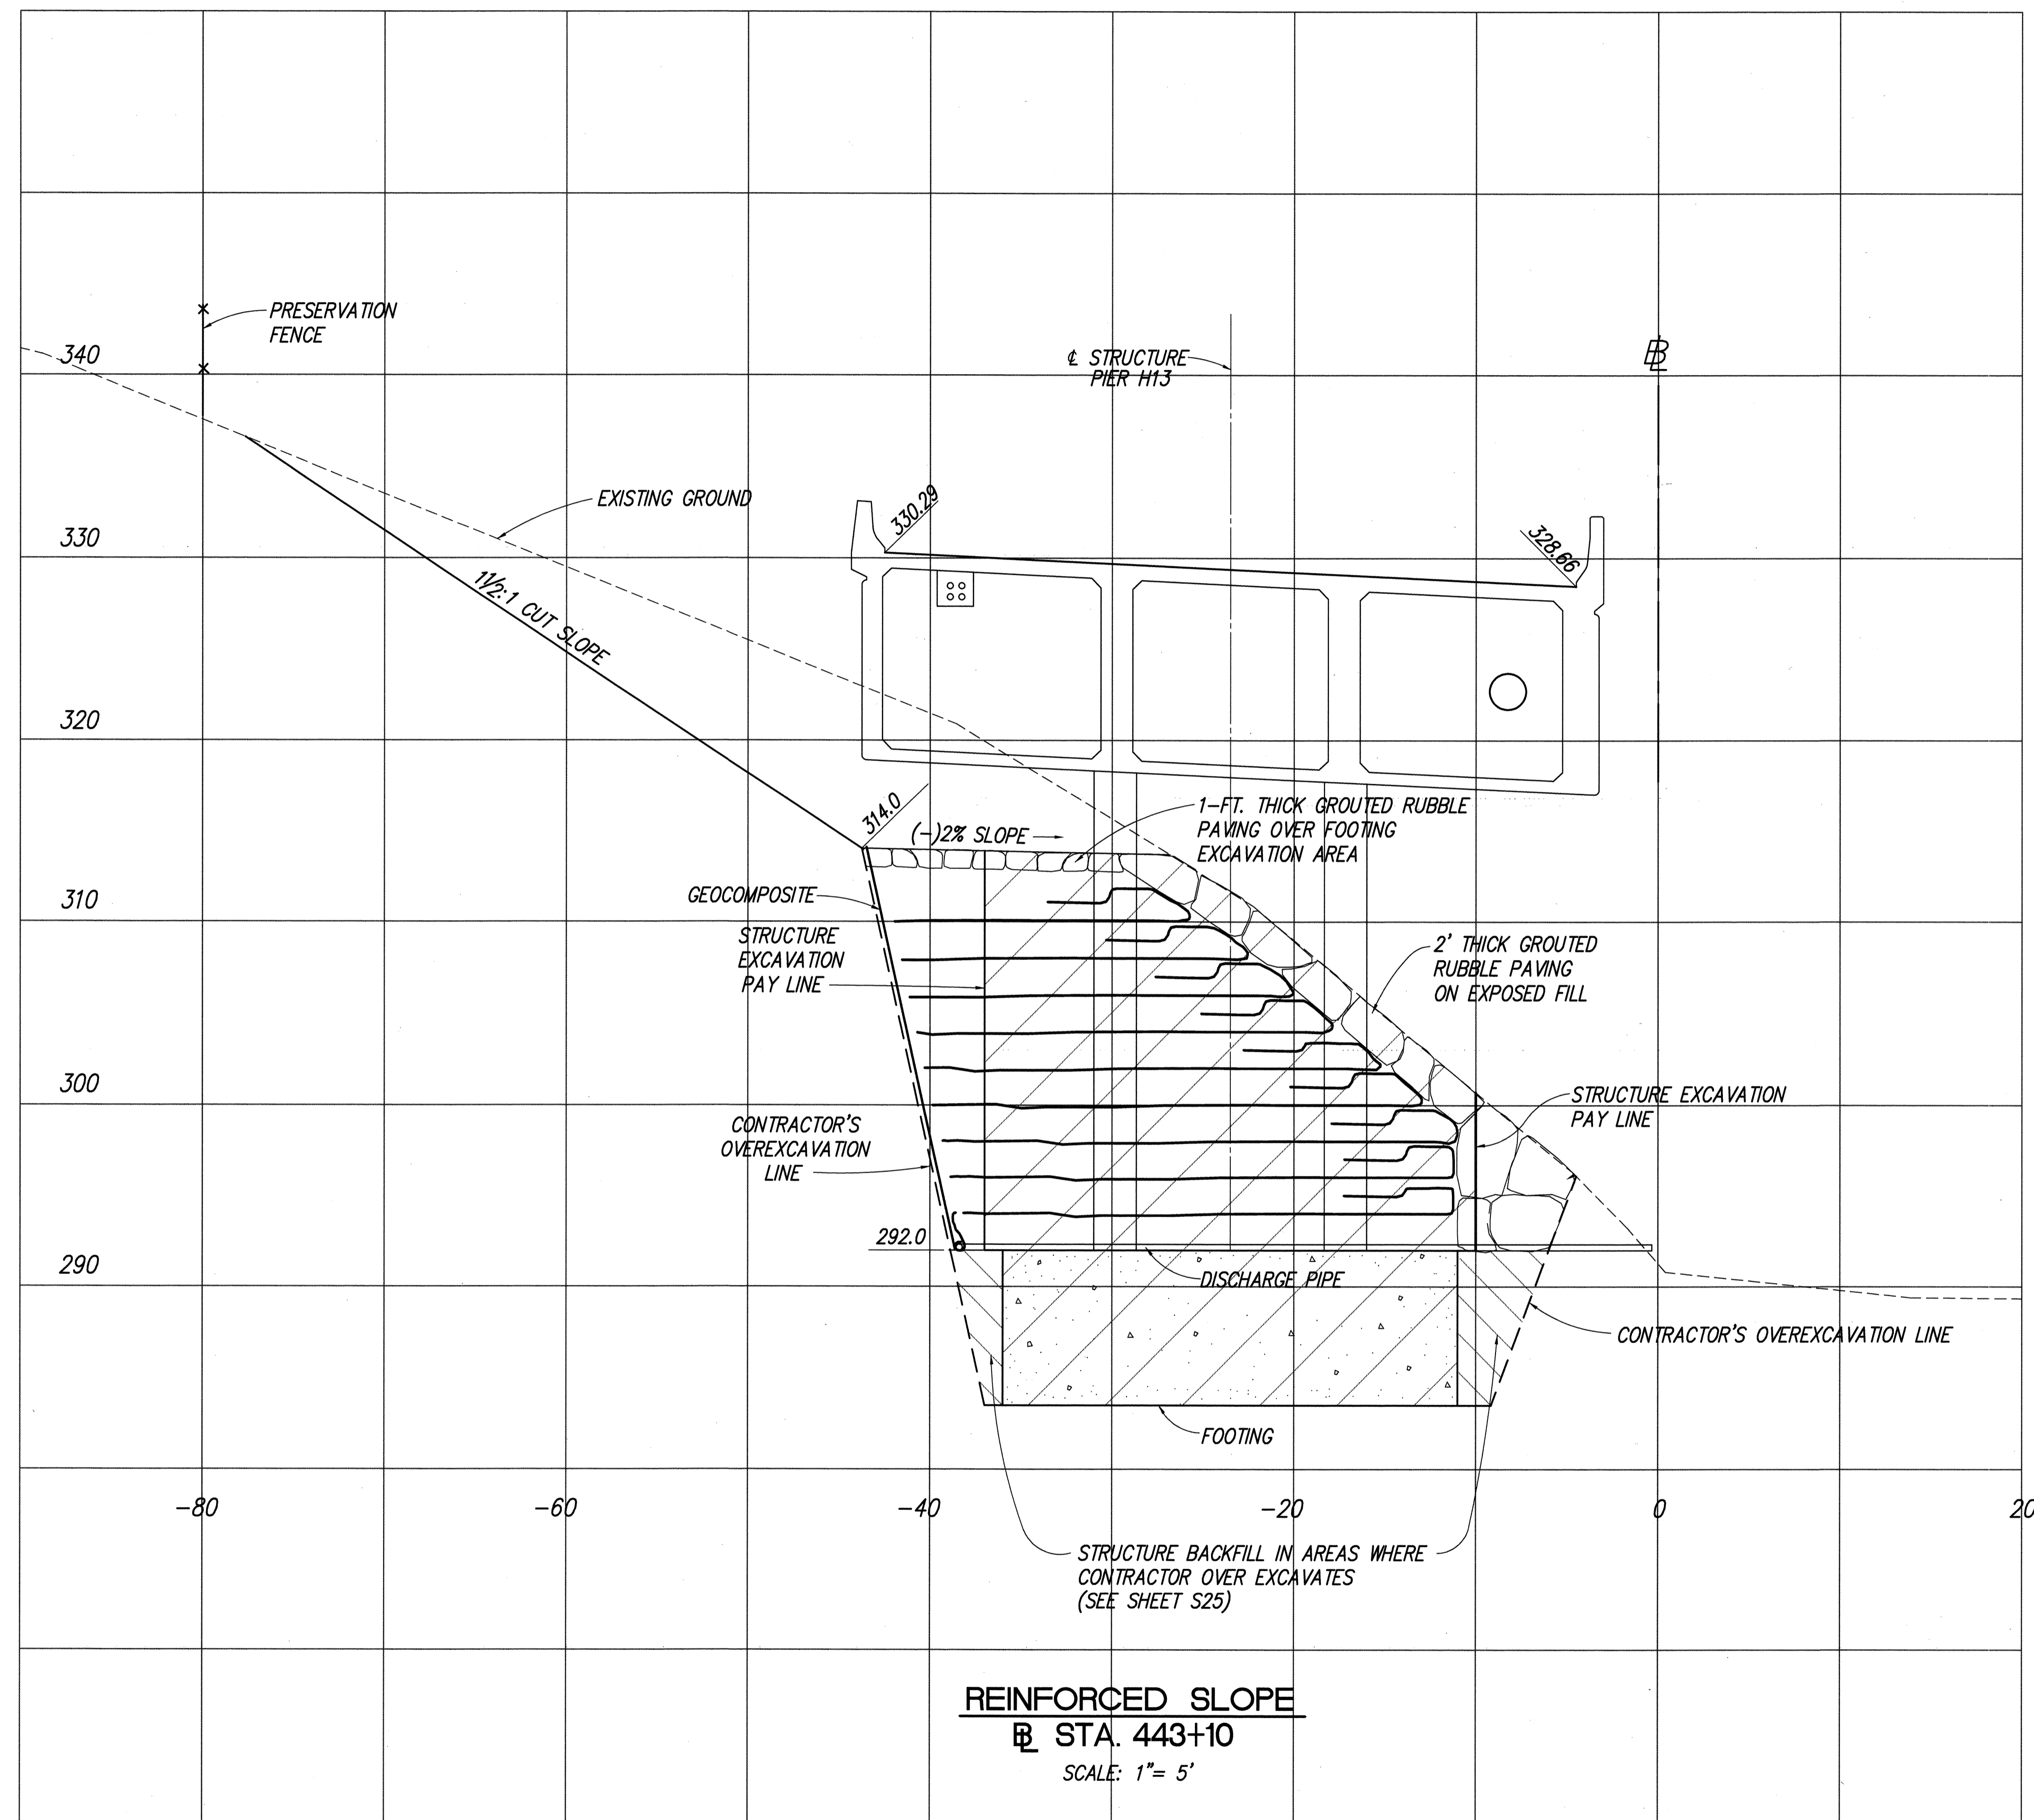 PRESERVATION
FENCE
340
℄ STRUCTURE
PIER H13
BL
EXISTING GROUND
330
330.29
328.66
1½:1 CUT SLOPE
320
314.0
(-)2% SLOPE
1-FT. THICK GROUTED RUBBLE
PAVING OVER FOOTING
EXCAVATION AREA
GEOCOMPOSITE
310
STRUCTURE
EXCAVATION
PAY LINE
2' THICK GROUTED
RUBBLE PAVING
ON EXPOSED FILL
300
STRUCTURE EXCAVATION
PAY LINE
CONTRACTOR'S
OVEREXCAVATION
LINE
292.0
290
DISCHARGE PIPE
CONTRACTOR'S OVEREXCAVATION LINE
FOOTING
-80 -60 -40 -20 0 20
STRUCTURE BACKFILL IN AREAS WHERE
CONTRACTOR OVER EXCAVATES
(SEE SHEET S25)
REINFORCED SLOPE
BL STA. 443+10
SCALE: 1"= 5'